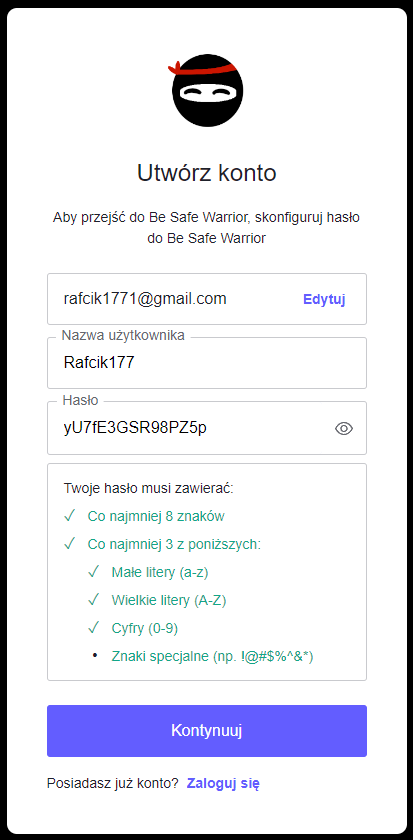 Utwórz konto
Aby przejść do Be Safe Warrior, skonfiguruj hasło
do Be Safe Warrior
rafcik1771@gmail.com Edytuj
Nazwa użytkownika
Rafcik177
Hasło
yU7fE3GSR98PZ5p
Twoje hasło musi zawierać:
✓ Co najmniej 8 znaków
✓ Co najmniej 3 z poniższych:
✓ Małe litery (a-z)
✓ Wielkie litery (A-Z)
✓ Cyfry (0-9)
• Znaki specjalne (np. !@#$%^&*)
Kontynuuj
Posiadasz już konto? Zaloguj się